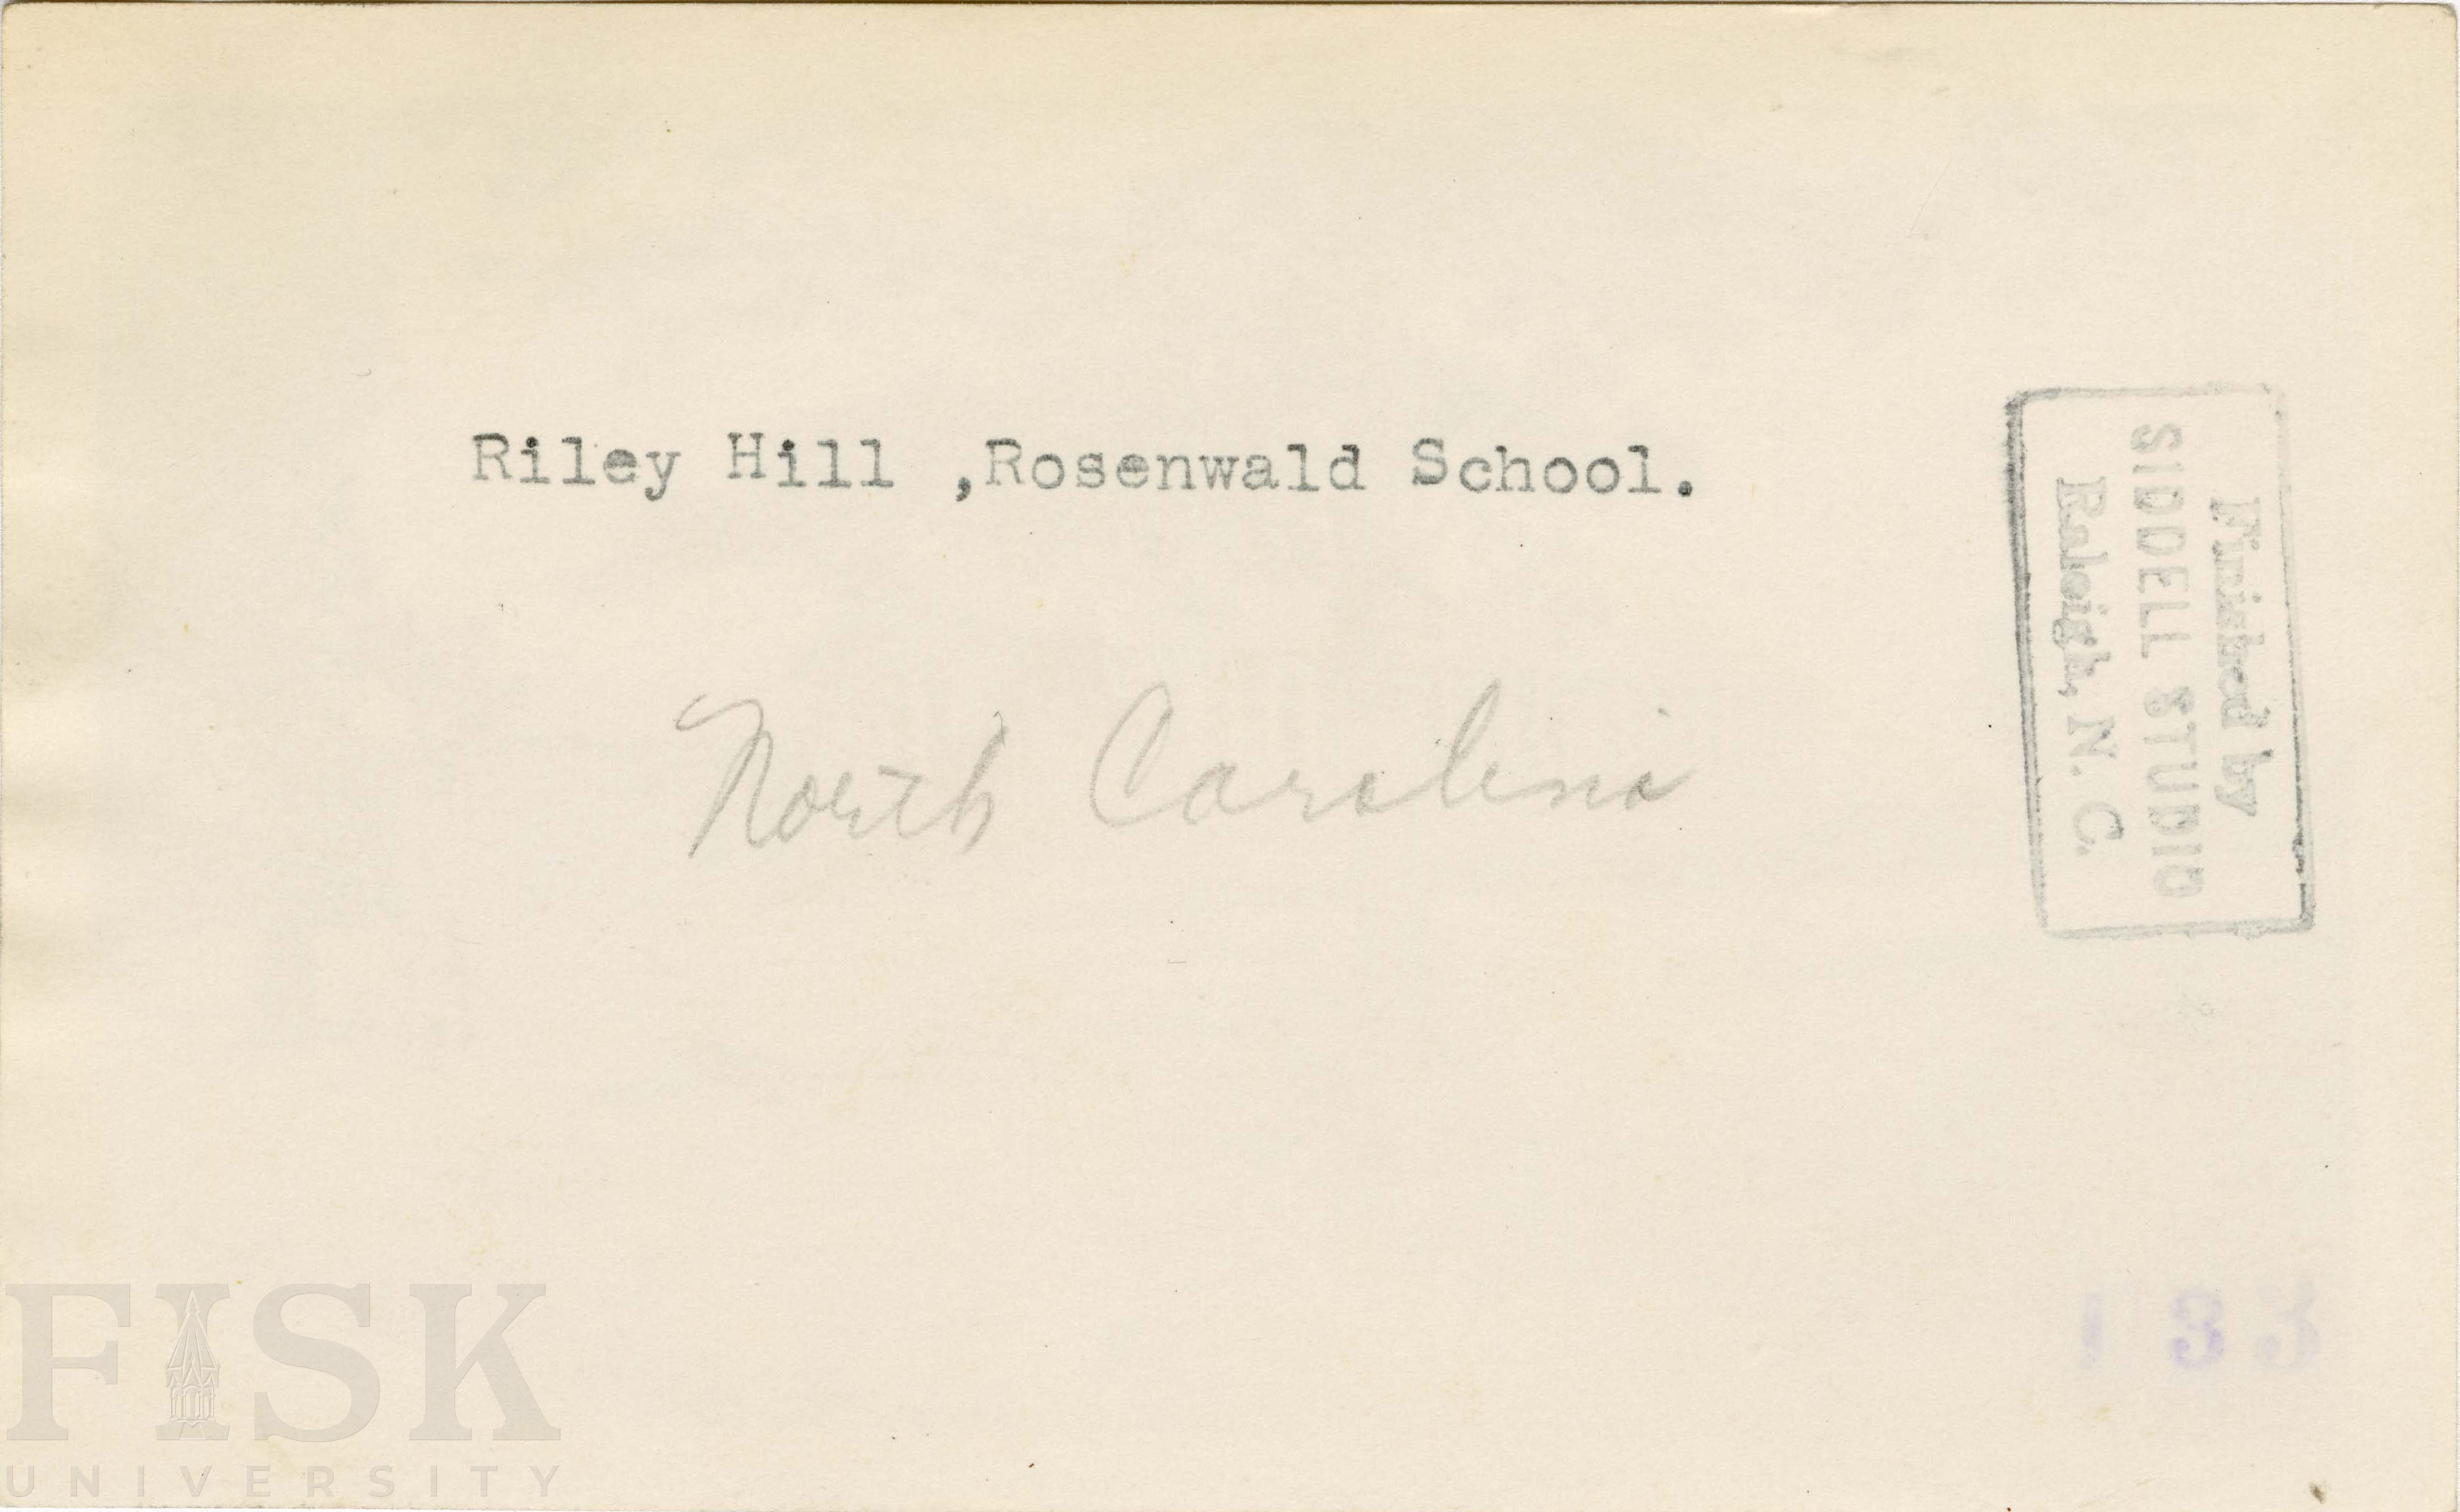 Riley Hill ,Rosenwald School.
North Carolina
Finished by
SIDDELL STUDIO
Raleigh, N. C.
133
FISK
UNIVERSITY